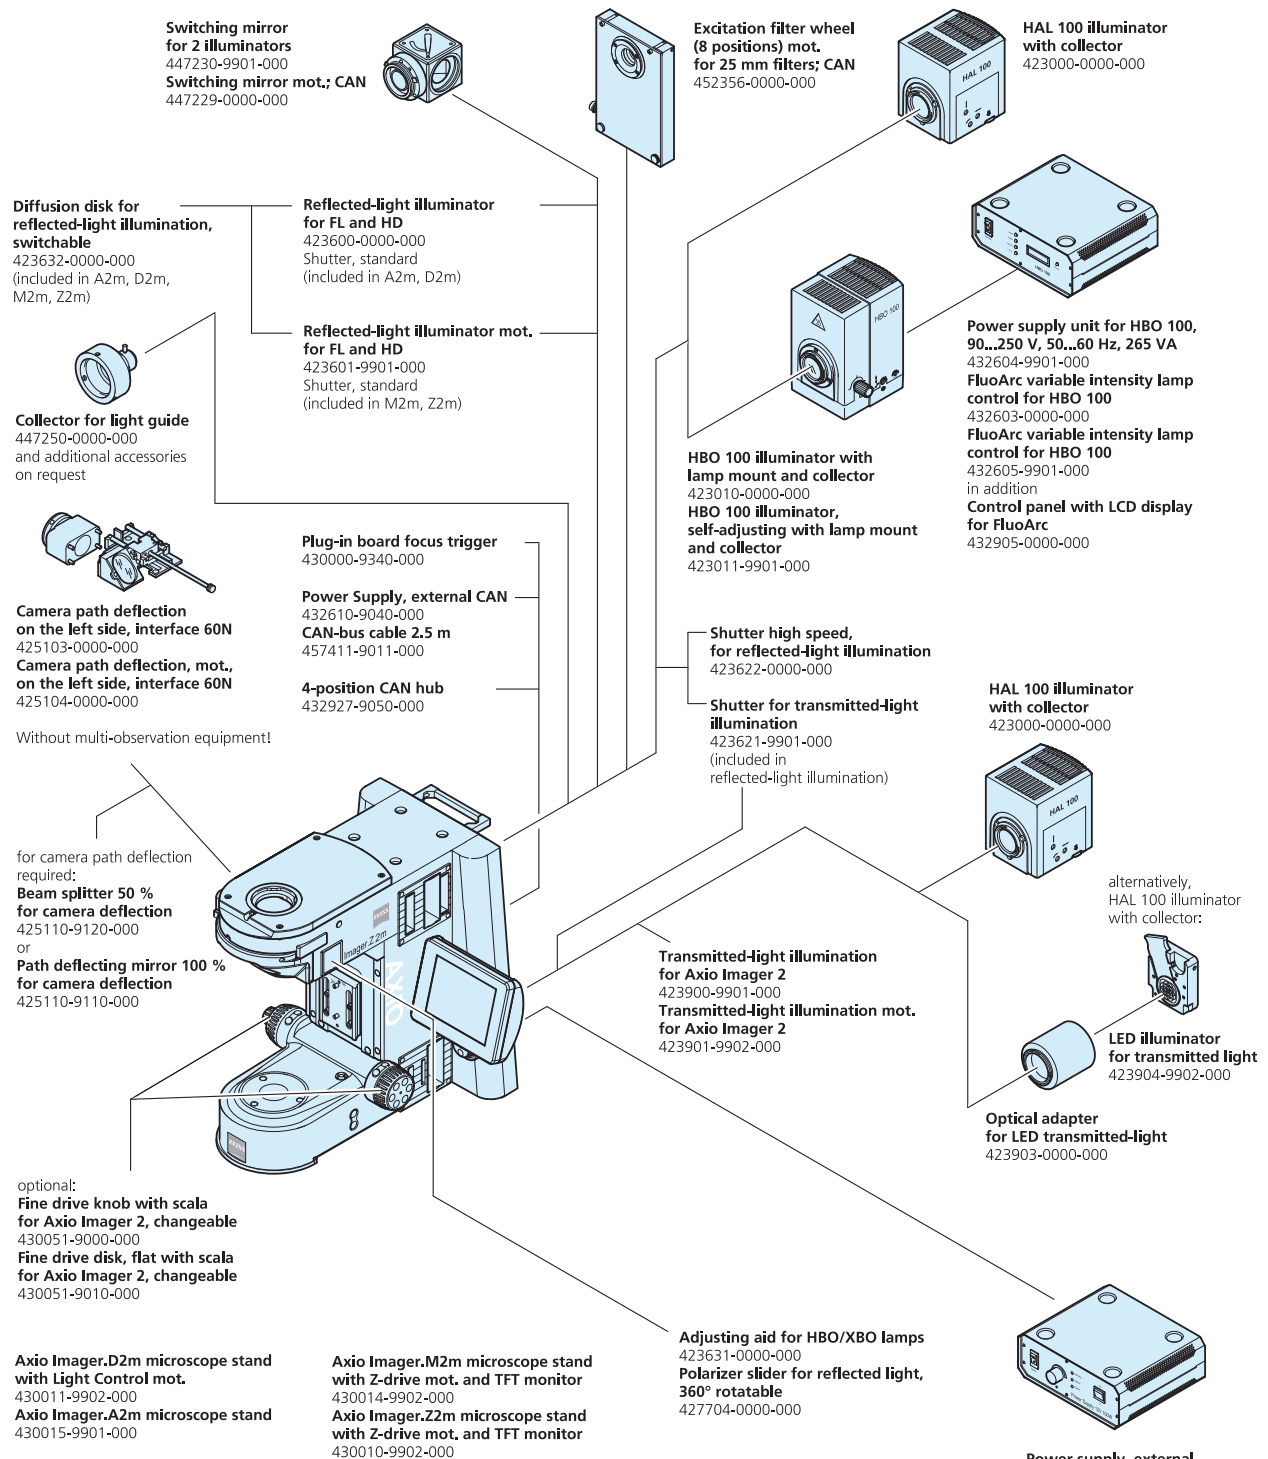 Switching mirror
for 2 illuminators
447230-9901-000
Switching mirror mot.; CAN
447229-0000-000
Excitation filter wheel
(8 positions) mot.
for 25 mm filters; CAN
452356-0000-000
HAL 100
HAL 100 illuminator
with collector
423000-0000-000
Diffusion disk for
reflected-light illumination,
switchable
423632-0000-000
(included in A2m, D2m,
M2m, Z2m)
Reflected-light illuminator
for FL and HD
423600-0000-000
Shutter, standard
(included in A2m, D2m)
Reflected-light illuminator mot.
for FL and HD
423601-9901-000
Shutter, standard
(included in M2m, Z2m)
HBO 100
HBO 100
Power supply unit for HBO 100,
90...250 V, 50...60 Hz, 265 VA
432604-9901-000
FluoArc variable intensity lamp
control for HBO 100
432603-0000-000
FluoArc variable intensity lamp
control for HBO 100
432605-9901-000
in addition
Control panel with LCD display
for FluoArc
432905-0000-000
Collector for light guide
447250-0000-000
and additional accessories
on request
HBO 100 illuminator with
lamp mount and collector
423010-0000-000
HBO 100 illuminator,
self-adjusting with lamp mount
and collector
423011-9901-000
Plug-in board focus trigger
430000-9340-000
Power Supply, external CAN
432610-9040-000
CAN-bus cable 2.5 m
457411-9011-000
4-position CAN hub
432927-9050-000
Camera path deflection
on the left side, interface 60N
425103-0000-000
Camera path deflection, mot.,
on the left side, interface 60N
425104-0000-000
Without multi-observation equipment!
Shutter high speed,
for reflected-light illumination
423622-0000-000
Shutter for transmitted-light
illumination
423621-9901-000
(included in
reflected-light illumination)
HAL 100 illuminator
with collector
423000-0000-000
HAL 100
for camera path deflection
required:
Beam splitter 50 %
for camera deflection
425110-9120-000
or
Path deflecting mirror 100 %
for camera deflection
425110-9110-000
ZEISS
Imager.Z2m
AXIO
ZEISS
alternatively,
HAL 100 illuminator
with collector:
Transmitted-light illumination
for Axio Imager 2
423900-9901-000
Transmitted-light illumination mot.
for Axio Imager 2
423901-9902-000
LED illuminator
for transmitted light
423904-9902-000
Optical adapter
for LED transmitted-light
423903-0000-000
optional:
Fine drive knob with scala
for Axio Imager 2, changeable
430051-9000-000
Fine drive disk, flat with scala
for Axio Imager 2, changeable
430051-9010-000
Axio Imager.D2m microscope stand
with Light Control mot.
430011-9902-000
Axio Imager.A2m microscope stand
430015-9901-000
Axio Imager.M2m microscope stand
with Z-drive mot. and TFT monitor
430014-9902-000
Axio Imager.Z2m microscope stand
with Z-drive mot. and TFT monitor
430010-9902-000
Adjusting aid for HBO/XBO lamps
423631-0000-000
Polarizer slider for reflected light,
360° rotatable
427704-0000-000
Power Supply 12V 100W
Power supply, external